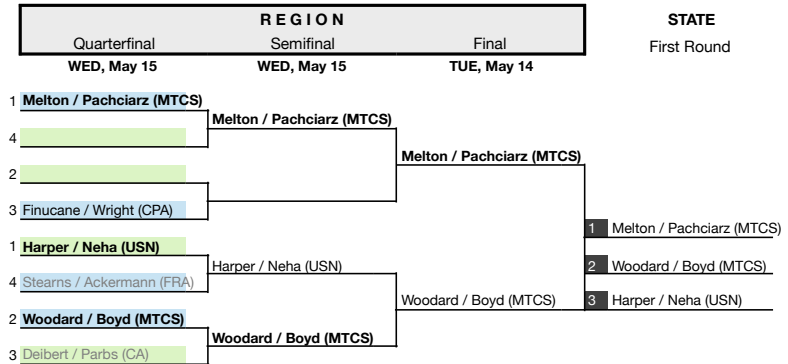 REGION STATE
Quarterfinal Semifinal Final First Round
WED, May 15 WED, May 15 TUE, May 14
1 Melton / Pachciarz (MTCS)
Melton / Pachciarz (MTCS)
4
Melton / Pachciarz (MTCS)
2
3 Finucane / Wright (CPA)
1 Melton / Pachciarz (MTCS)
1 Harper / Neha (USN)
Harper / Neha (USN)
2 Woodard / Boyd (MTCS)
4 Stearns / Ackermann (FRA)
Woodard / Boyd (MTCS)
3 Harper / Neha (USN)
2 Woodard / Boyd (MTCS)
Woodard / Boyd (MTCS)
3 Deibert / Parbs (CA)